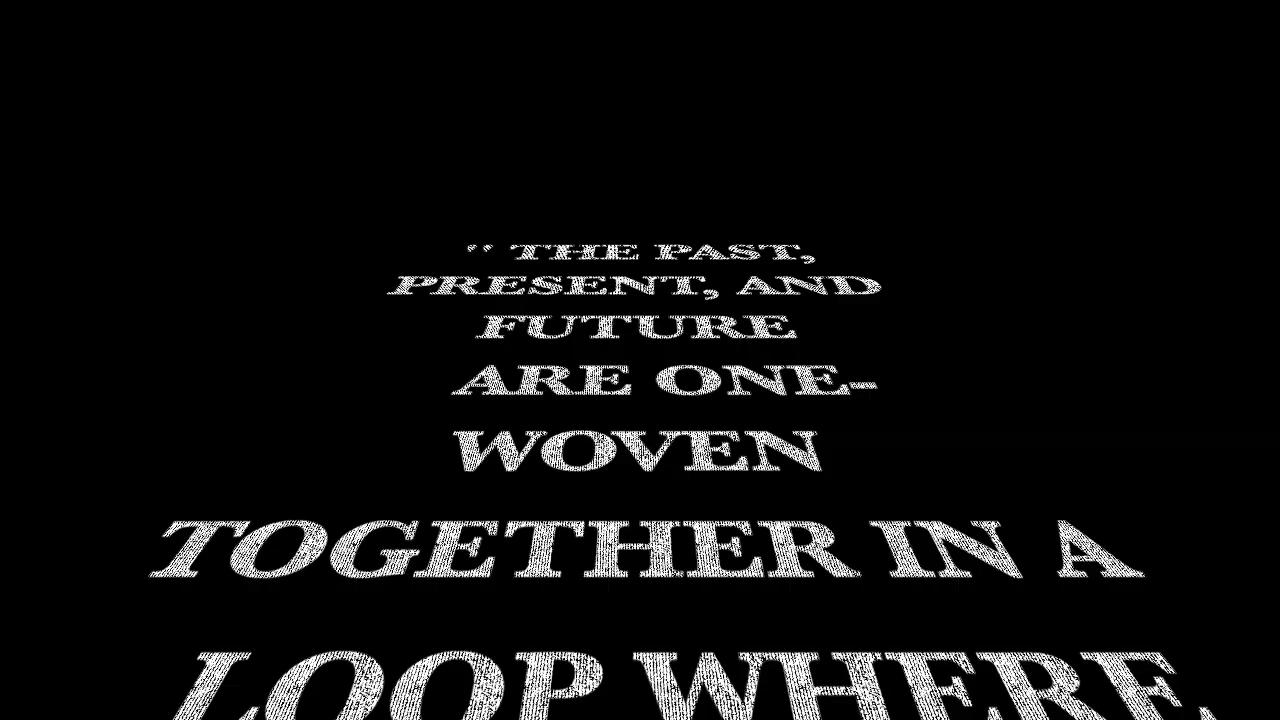 " THE PAST,
PRESENT, AND
FUTURE
ARE ONE-
WOVEN
TOGETHER IN A
LOOP WHERE